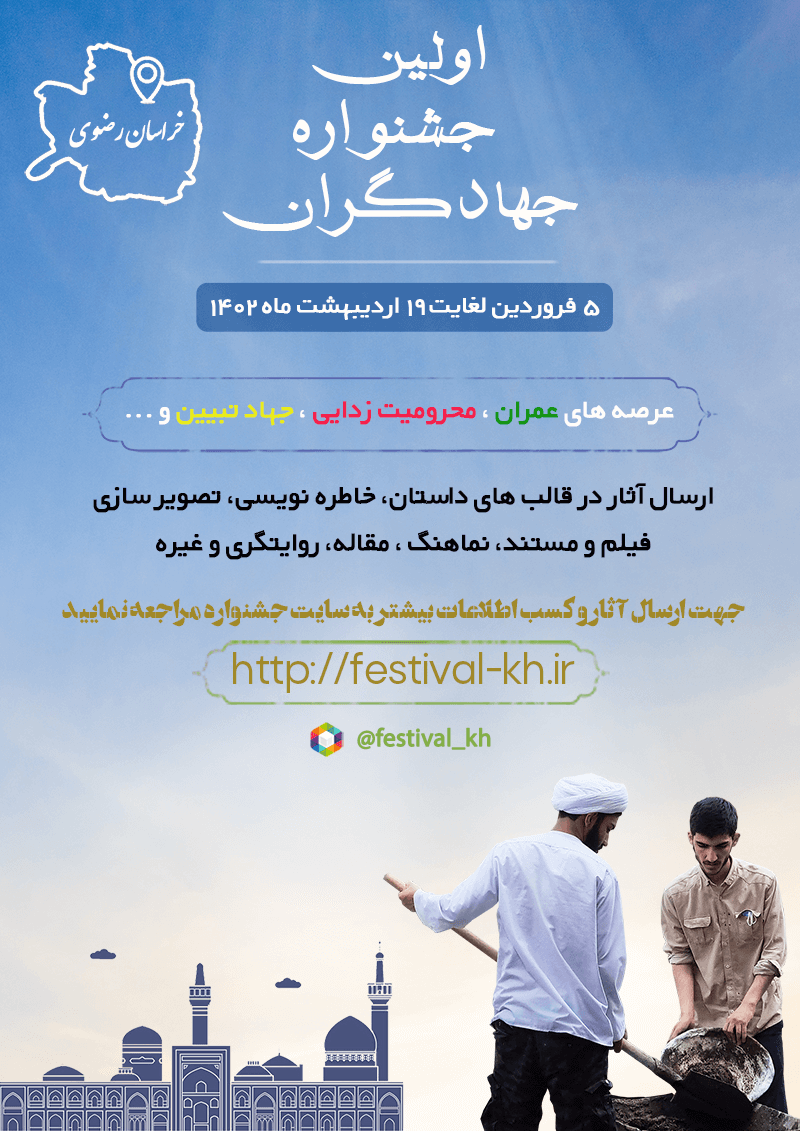 اولین
جشنواره
جهادگران
خراسان رضوی
۵ فروردین لغایت ۱۹ اردیبهشت ماه ۱۴۰۲
عرصه های عمران ، محرومیت زدایی ، جهاد تبیین و ...
ارسال آثار در قالب های داستان، خاطره نویسی، تصویر سازی
فیلم و مستند، نماهنگ ، مقاله، روایتگری و غیره
جهت ارسال آثار و کسب اطلاعات بیشتر به سایت جشنواره مراجعه نمایید
http://festival-kh.ir
@festival_kh